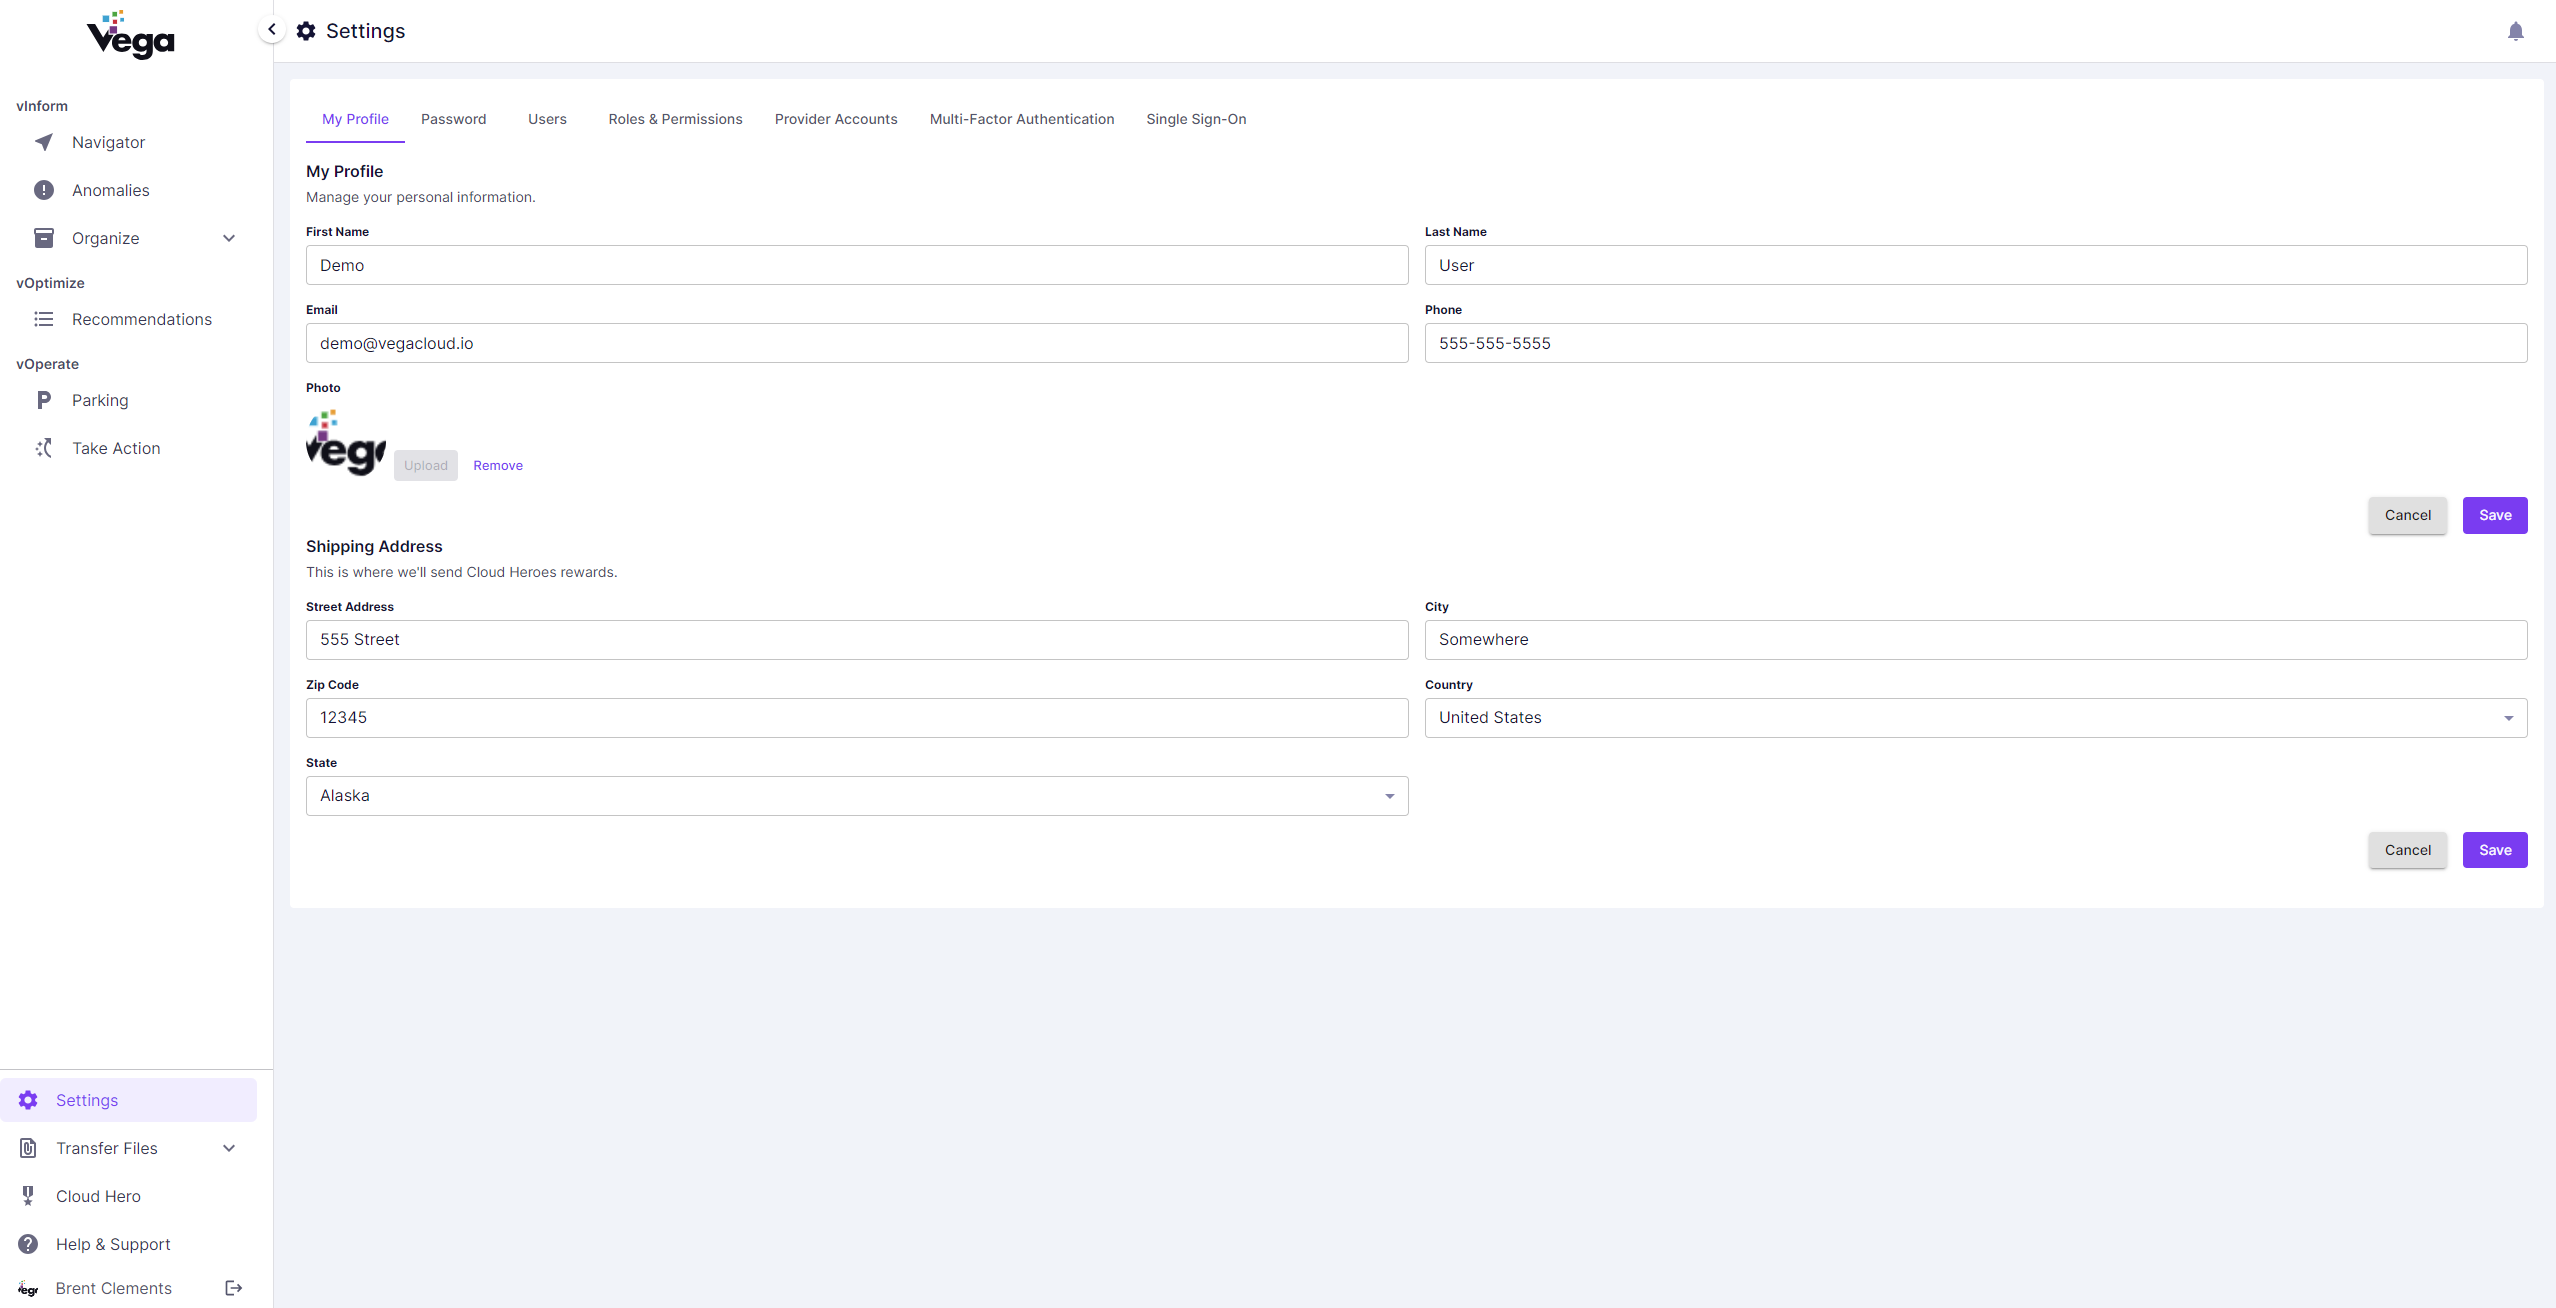 Vega
Settings
vInform
Navigator
Anomalies
Organize
vOptimize
Recommendations
vOperate
Parking
Take Action
My Profile Password Users Roles & Permissions Provider Accounts Multi-Factor Authentication Single Sign-On
My Profile
Manage your personal information.
First Name Last Name
Demo User
Email Phone
demo@vegacloud.io 555-555-5555
Photo
Upload Remove
Cancel Save
Shipping Address
This is where we'll send Cloud Heroes rewards.
Street Address City
555 Street Somewhere
Zip Code Country
12345 United States
State
Alaska
Cancel Save
Settings
Transfer Files
Cloud Hero
Help & Support
Brent Clements